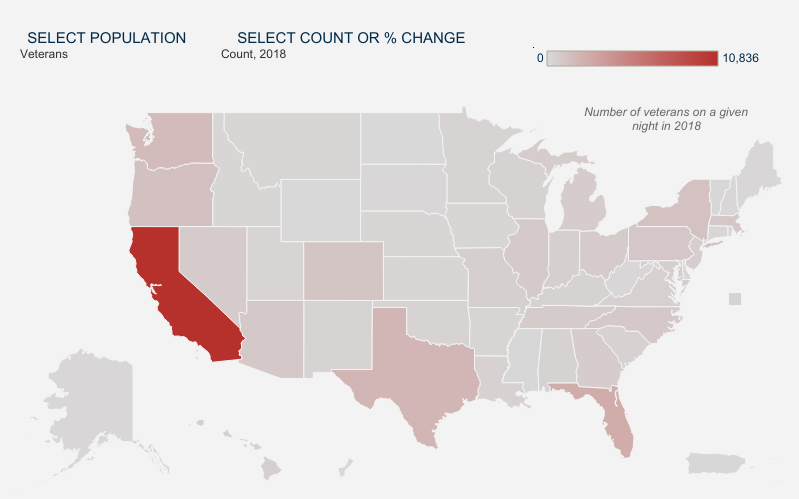 SELECT POPULATION
Veterans
SELECT COUNT OR % CHANGE
Count, 2018
0
10,836
Number of veterans on a given
night in 2018